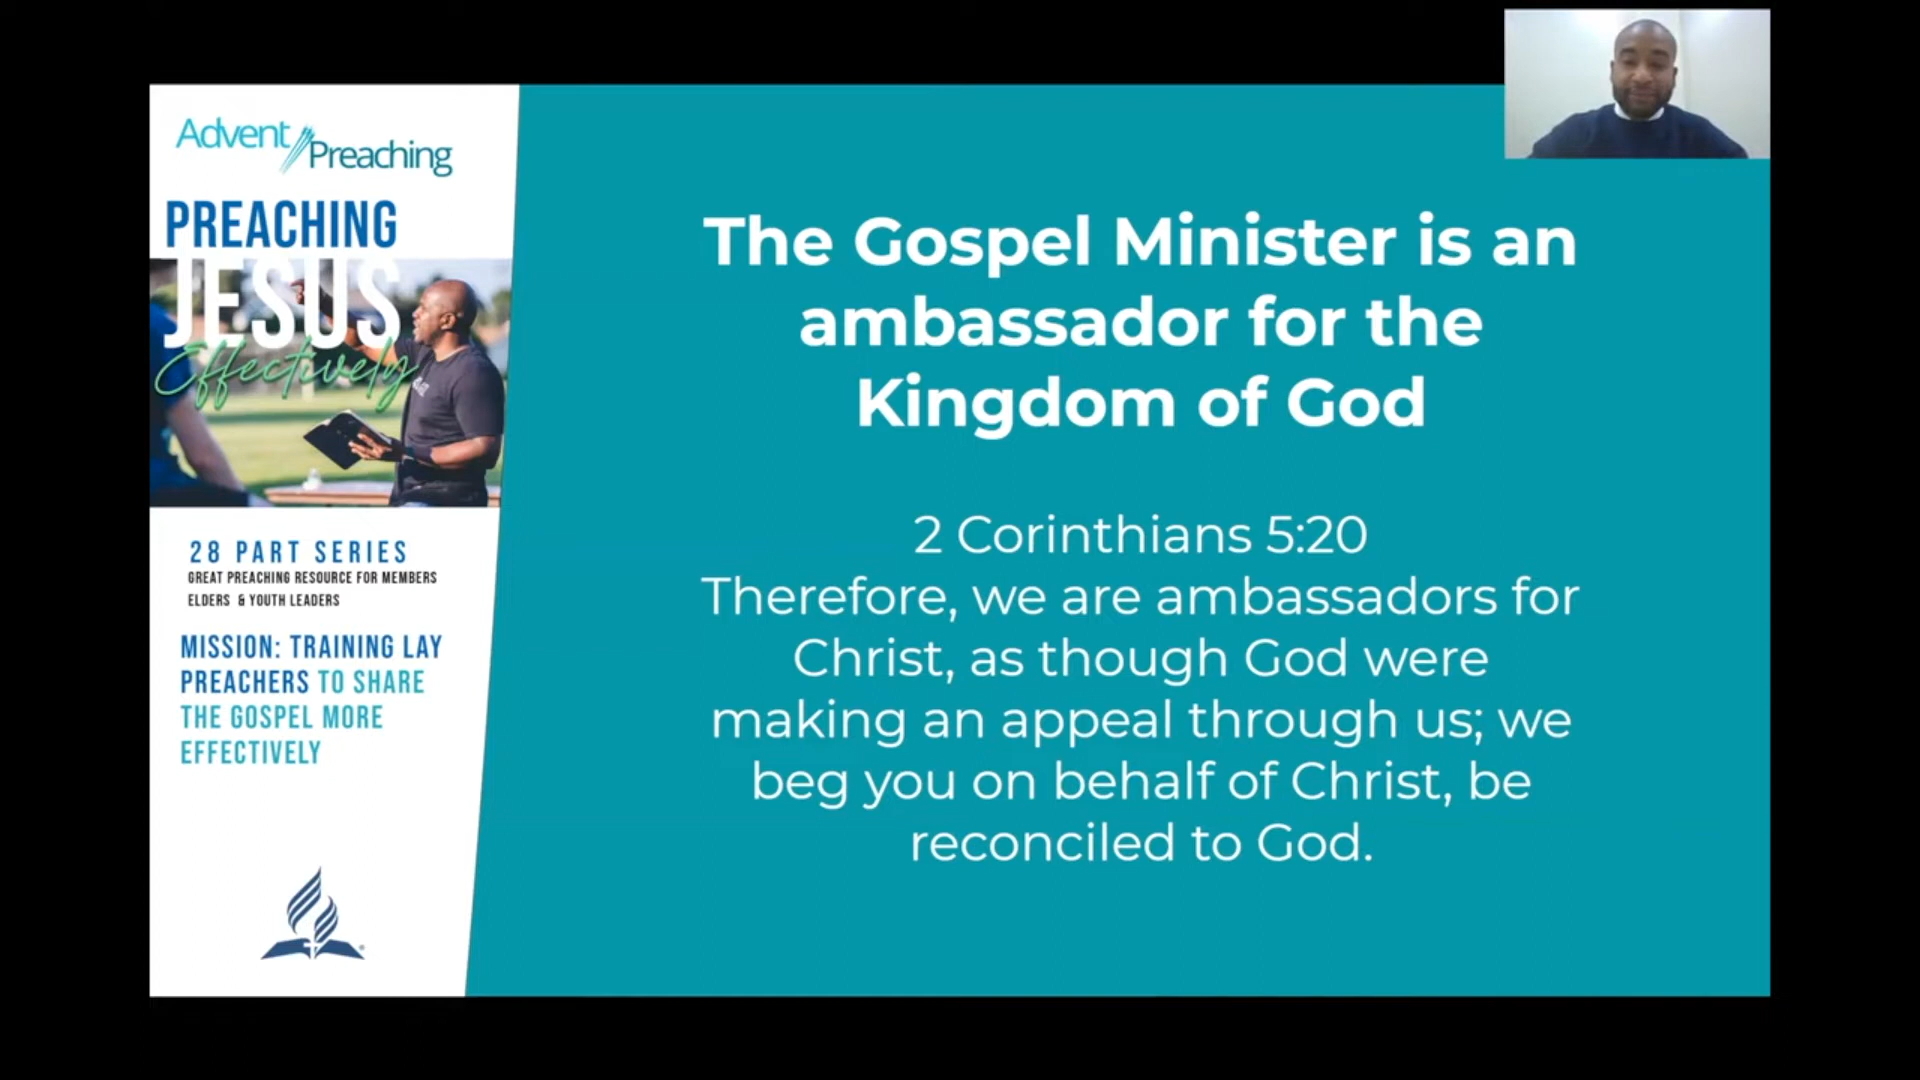 Advent Preaching
PREACHING
JESUS
Effectively
28 PART SERIES
GREAT PREACHING RESOURCE FOR MEMBERS
ELDERS & YOUTH LEADERS
MISSION: TRAINING LAY
PREACHERS TO SHARE
THE GOSPEL MORE
EFFECTIVELY
The Gospel Minister is an
ambassador for the
Kingdom of God
2 Corinthians 5:20
Therefore, we are ambassadors for
Christ, as though God were
making an appeal through us; we
beg you on behalf of Christ, be
reconciled to God.